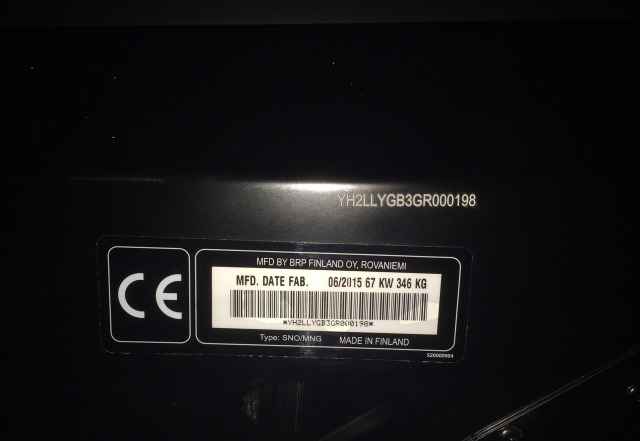 YH2LLYGB3GR000198
CE
MFD BY BRP FINLAND OY, ROVANIEMI
MFD. DATE FAB. 06/2015 67 KW 346 KG
*YH2LLYGB3GR000198*
Type: SNO/MNG MADE IN FINLAND